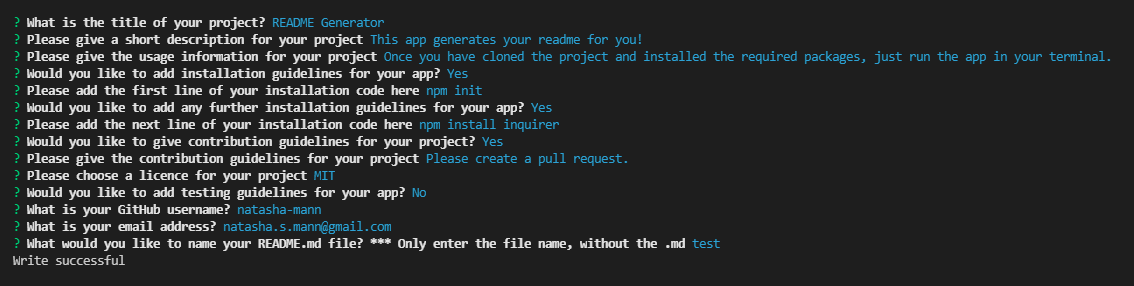 ? What is the title of your project? README Generator
? Please give a short description for your project This app generates your readme for you!
? Please give the usage information for your project Once you have cloned the project and installed the required packages, just run the app in your terminal.
? Would you like to add installation guidelines for your app? Yes
? Please add the first line of your installation code here npm init
? Would you like to add any further installation guidelines for your app? Yes
? Please add the next line of your installation code here npm install inquirer
? Would you like to give contribution guidelines for your project? Yes
? Please give the contribution guidelines for your project Please create a pull request.
? Please choose a licence for your project MIT
? Would you like to add testing guidelines for your app? No
? What is your GitHub username? natasha-mann
? What is your email address? natasha.s.mann@gmail.com
? What would you like to name your README.md file? *** Only enter the file name, without the .md test
Write successful